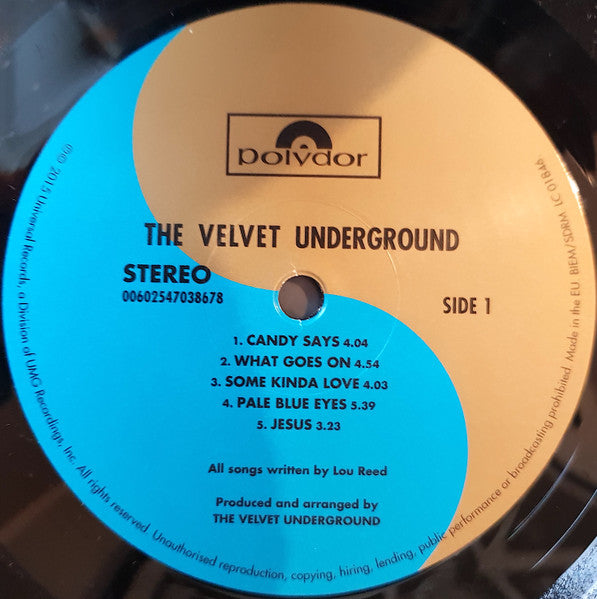 polydor
THE VELVET UNDERGROUND
STEREO
00602547038678
SIDE 1
1. CANDY SAYS 4.04
2. WHAT GOES ON 4.54
3. SOME KINDA LOVE 4.03
4. PALE BLUE EYES 5.39
5. JESUS 3.23
All songs written by Lou Reed
Produced and arranged by
THE VELVET UNDERGROUND
℗© 2015 Universal Records, a Division of UMG Recordings, Inc. All rights reserved. Unauthorised reproduction, copying, hiring, lending, public performance or broadcasting prohibited. Made in the EU. BIEM/SDRM LC 01846